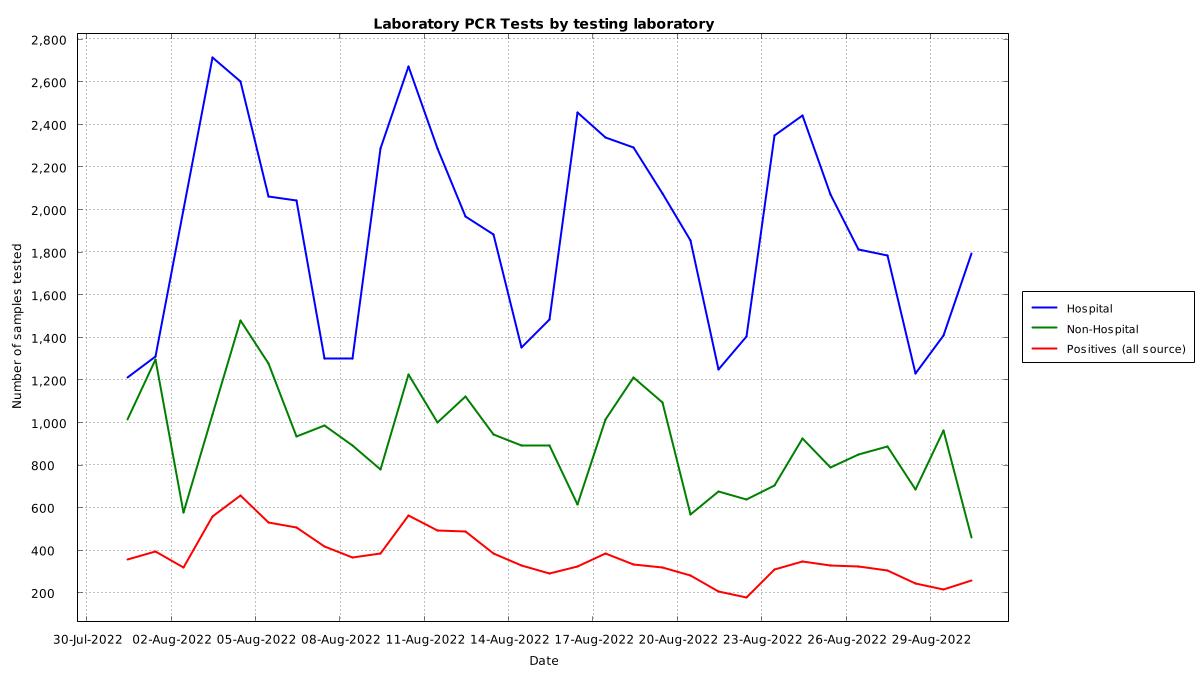 Laboratory PCR Tests by testing laboratory
2,800
2,600
2,400
2,200
2,000
1,800
1,600
1,400
1,200
1,000
800
600
400
200
Number of samples tested
30-Jul-2022 02-Aug-2022 05-Aug-2022 08-Aug-2022 11-Aug-2022 14-Aug-2022 17-Aug-2022 20-Aug-2022 23-Aug-2022 26-Aug-2022 29-Aug-2022
Date
Hospital
Non-Hospital
Positives (all source)